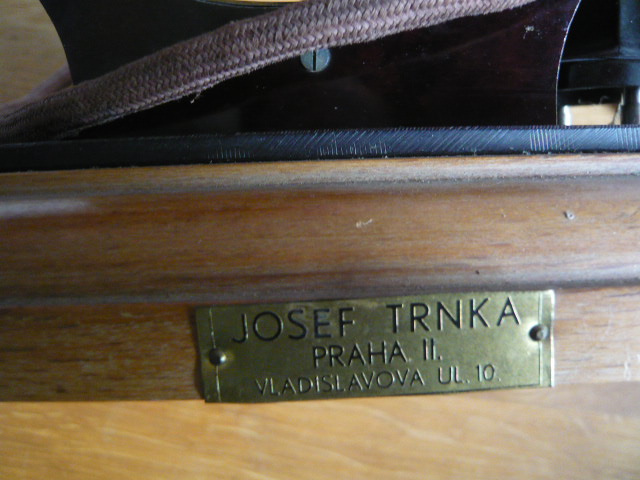 JOSEF TRNKA
PRAHA II.
VLADISLAVOVA UL. 10.